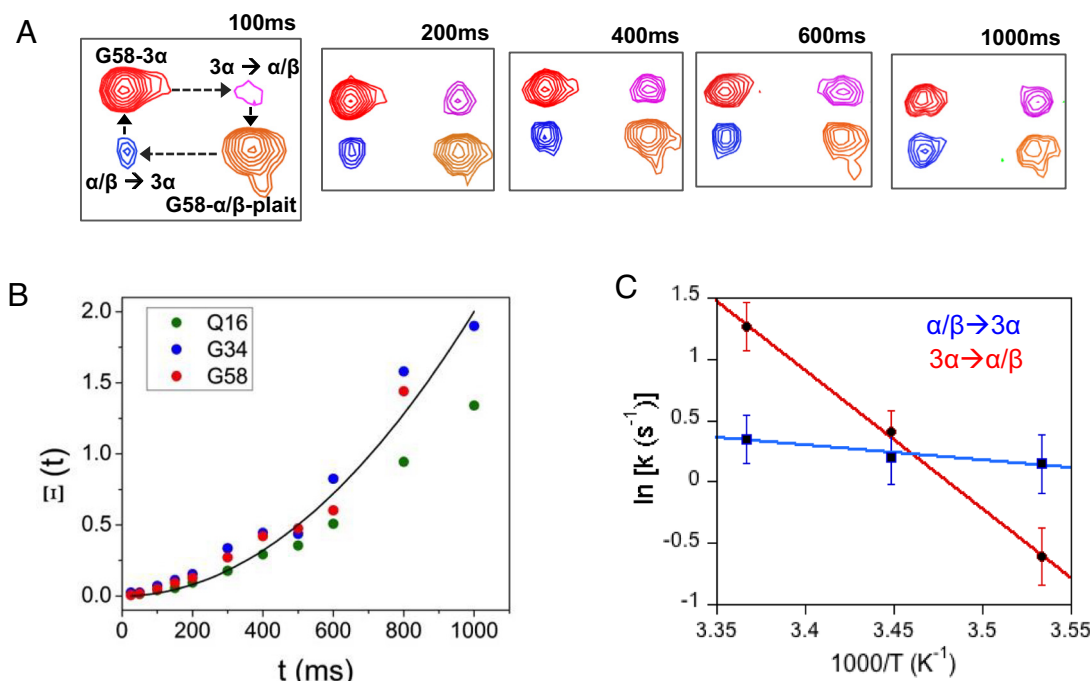 A
100ms
200ms
400ms
600ms
1000ms
G58-3α
3α → α/β
α/β → 3α
G58-α/β-plait
B
Q16
G34
G58
Ξ (t)
2.0
1.5
1.0
0.5
0.0
0 200 400 600 800 1000
t (ms)
C
α/β→3α
3α→α/β
ln [k (s⁻¹)]
1.5
1
0.5
0
-0.5
-1
3.35 3.4 3.45 3.5 3.55
1000/T (K⁻¹)